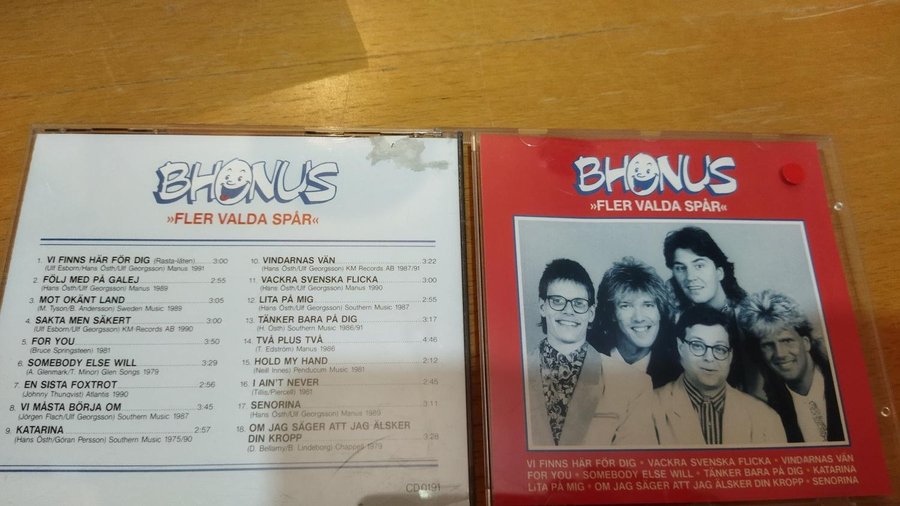 BHONUS
»FLER VALDA SPÅR«
1. VI FINNS HÄR FÖR DIG (Rasta-låten) 3:00
(Ulf Esborn/Hans Östh/Ulf Georgsson) Manus 1991
2. FÖLJ MED PÅ GALEJ 2:55
(Hans Östh/Ulf Georgsson) Manus 1989
3. MOT OKÄNT LAND 3:05
(M. Tyson/B. Andersson) Sweden Music 1989
4. SAKTA MEN SÄKERT 3:00
(Ulf Esborn/Ulf Georgsson) KM-Records AB 1990
5. FOR YOU 3:50
(Bruce Springsteen) 1981
6. SOMEBODY ELSE WILL 3:29
(A. Glenmark/T. Minor) Glen Songs 1979
7. EN SISTA FOXTROT 2:56
(Johnny Thunqvist) Atlantis 1990
8. VI MÅSTA BÖRJA OM 3:45
(Jörgen Flach/Ulf Georgsson) Southern Music 1987
9. KATARINA 2:57
(Hans Östh/Göran Persson) Southern Music 1975/90
10. VINDARNAS VÄN 3:22
(Hans Östh/Ulf Georgsson) KM Records AB 1987/91
11. VACKRA SVENSKA FLICKA 3:00
(Hans Östh/Ulf Georgsson) Manus 1990
12. LITA PÅ MIG 2:55
(Hans Östh/Ulf Georgsson) Southern Music 1987
13. TÄNKER BARA PÅ DIG 3:17
(H. Östh) Southern Music 1986/91
14. TVÅ PLUS TVÅ 4:46
(T. Edström) Manus 1986
15. HOLD MY HAND 2:12
(Neill Innes) Penducum Music 1981
16. I AIN'T NEVER 2:45
(Tillis/Piercell) 1981
17. SENORINA 3:11
(Hans Östh/Ulf Georgsson) Manus 1989
18. OM JAG SÄGER ATT JAG ÄLSKER
DIN KROPP 3:28
(D. Bellamy/B. Lindeborg) Chappell 1979
CD0191
BHONUS
»FLER VALDA SPÅR«
VI FINNS HÄR FÖR DIG • VACKRA SVENSKA FLICKA • VINDARNAS VÄN
FOR YOU • SOMEBODY ELSE WILL • TÄNKER BARA PÅ DIG • KATARINA
LITA PÅ MIG • OM JAG SÄGER ATT JAG ÄLSKER DIN KROPP • SENORINA